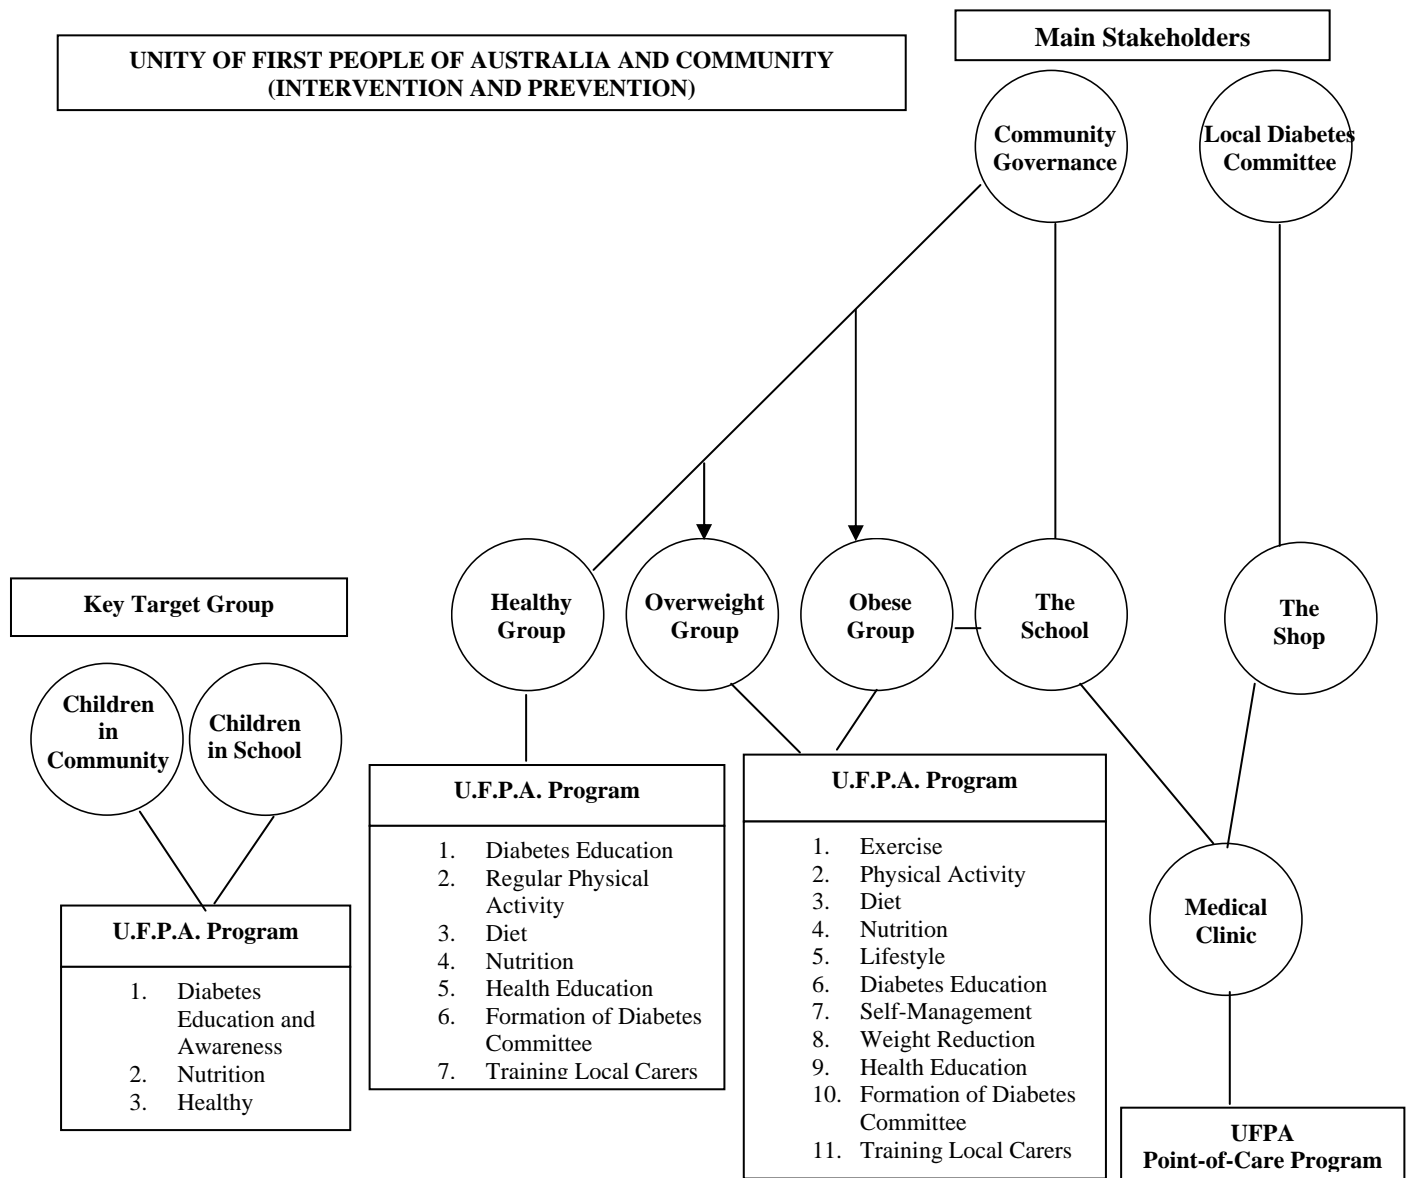 UNITY OF FIRST PEOPLE OF AUSTRALIA AND COMMUNITY
(INTERVENTION AND PREVENTION)
Main Stakeholders
Community
Governance
Local Diabetes
Committee
Healthy
Group
Overweight
Group
Obese
Group
The
School
The
Shop
Key Target Group
Children
in
Community
Children
in School
U.F.P.A. Program
1. Diabetes
Education and
Awareness
2. Nutrition
3. Healthy
U.F.P.A. Program
1. Diabetes Education
2. Regular Physical
Activity
3. Diet
4. Nutrition
5. Health Education
6. Formation of Diabetes
Committee
7. Training Local Carers
U.F.P.A. Program
1. Exercise
2. Physical Activity
3. Diet
4. Nutrition
5. Lifestyle
6. Diabetes Education
7. Self-Management
8. Weight Reduction
9. Health Education
10. Formation of Diabetes
Committee
11. Training Local Carers
Medical
Clinic
UFPA
Point-of-Care Program